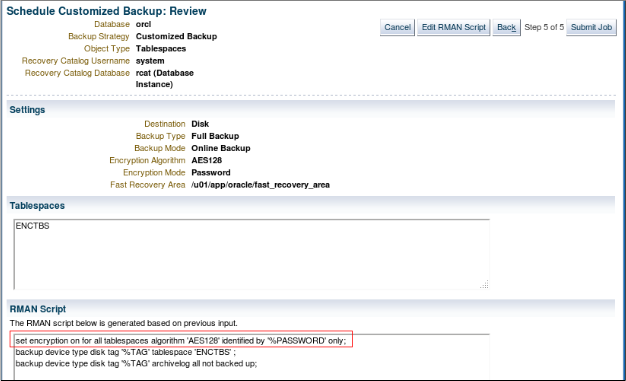 Schedule Customized Backup: Review
Database orcl
Backup Strategy Customized Backup
Object Type Tablespaces
Recovery Catalog Username system
Recovery Catalog Database rcat (Database
Instance)
Cancel Edit RMAN Script Back Step 5 of 5 Submit Job
Settings
Destination Disk
Backup Type Full Backup
Backup Mode Online Backup
Encryption Algorithm AES128
Encryption Mode Password
Fast Recovery Area /u01/app/oracle/fast_recovery_area
Tablespaces
ENCTBS
RMAN Script
The RMAN script below is generated based on previous input.
set encryption on for all tablespaces algorithm 'AES128' identified by '%PASSWORD' only;
backup device type disk tag '%TAG' tablespace 'ENCTBS' ;
backup device type disk tag '%TAG' archivelog all not backed up;